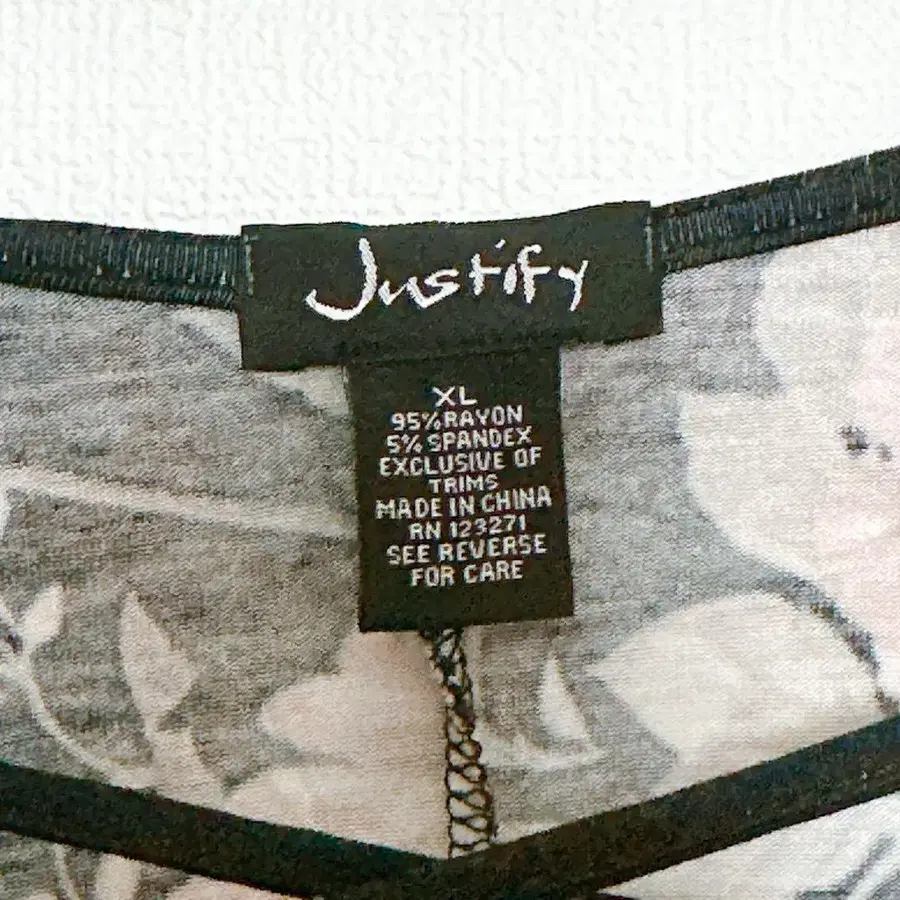 Justify
XL
95% RAYON
5% SPANDEX
EXCLUSIVE OF
TRIMS
MADE IN CHINA
RN 123271
SEE REVERSE
FOR CARE